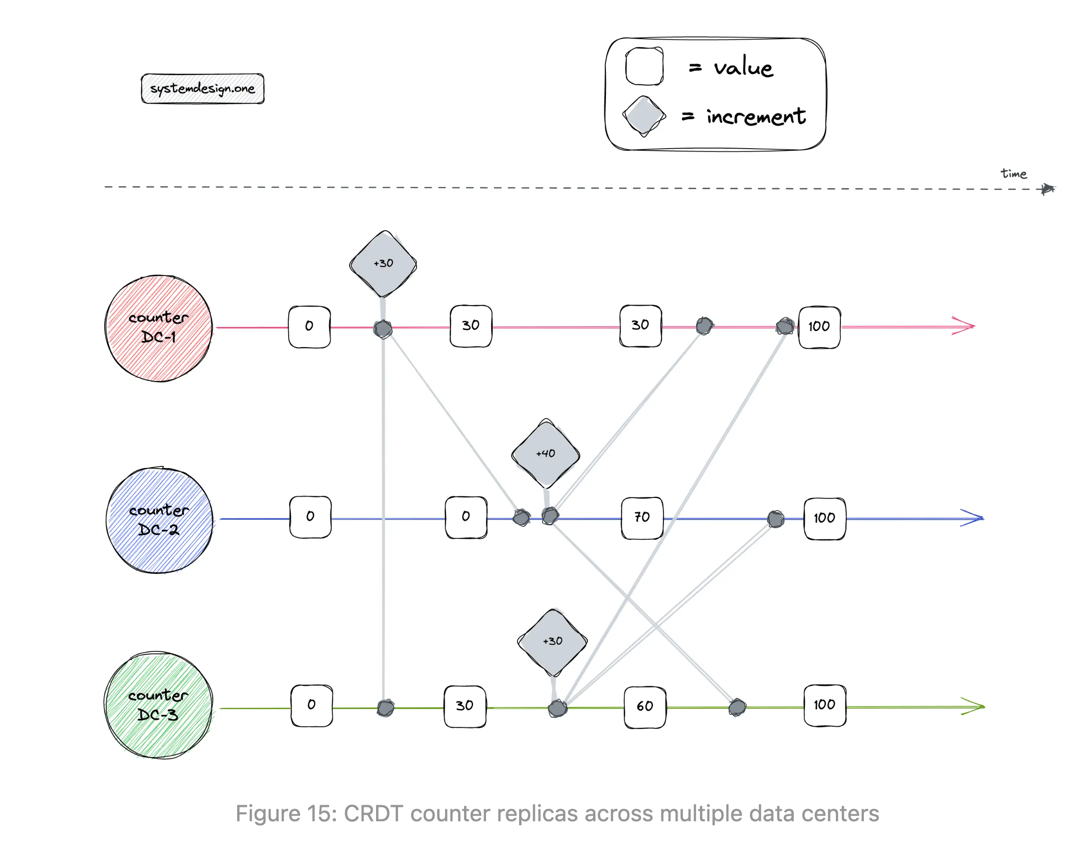 systemdesign.one
= value
= increment
time
+30
counter
DC-1
0
30
30
100
+40
counter
DC-2
0
0
70
100
+30
counter
DC-3
0
30
60
100
Figure 15: CRDT counter replicas across multiple data centers